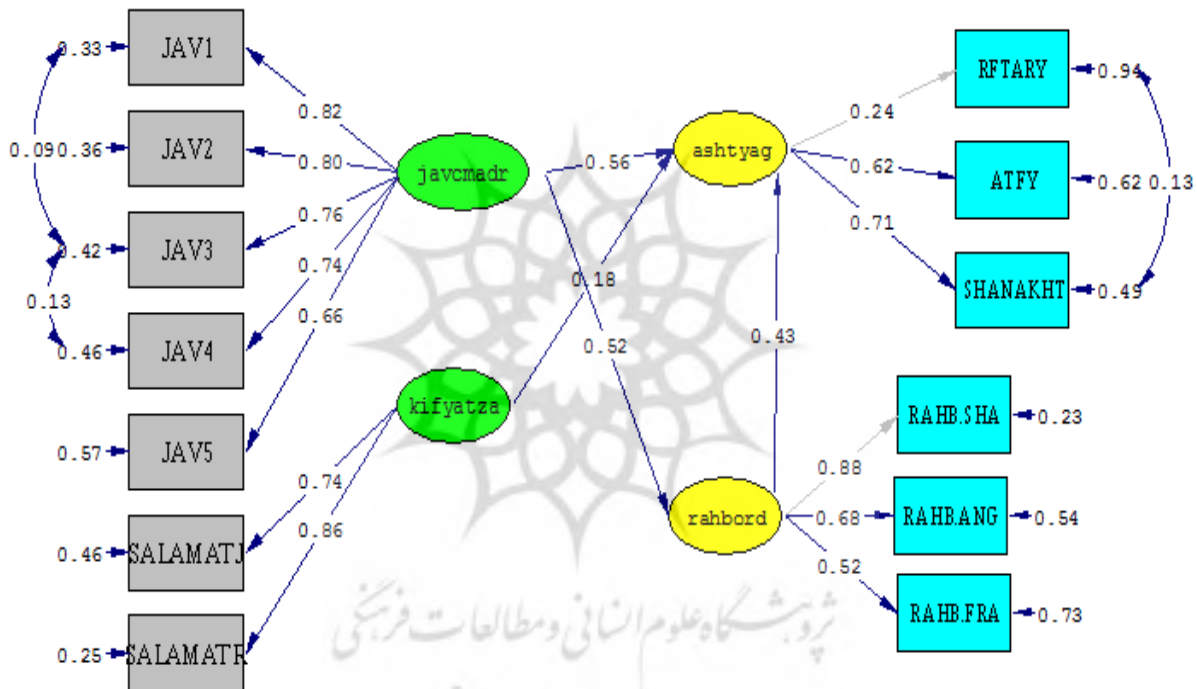 0.33 JAV1
0.36 JAV2
0.42 JAV3
0.46 JAV4
0.57 JAV5
0.46 SALAMATJ
0.25 SALAMATR
0.09
0.13
0.82
0.80
0.76
0.74
0.66
0.74
0.86
javcmadr
kifyatza
0.56
0.18
0.52
0.43
ashtyag
rahbord
0.24
0.62
0.71
0.88
0.68
0.52
RFTARY 0.94
ATFY 0.62
SHANAKHT 0.49
0.13
RAHB.SHA 0.23
RAHB.ANG 0.54
RAHB.FRA 0.73
پژوهشگاه علوم انسانی و مطالعات فرهنگی